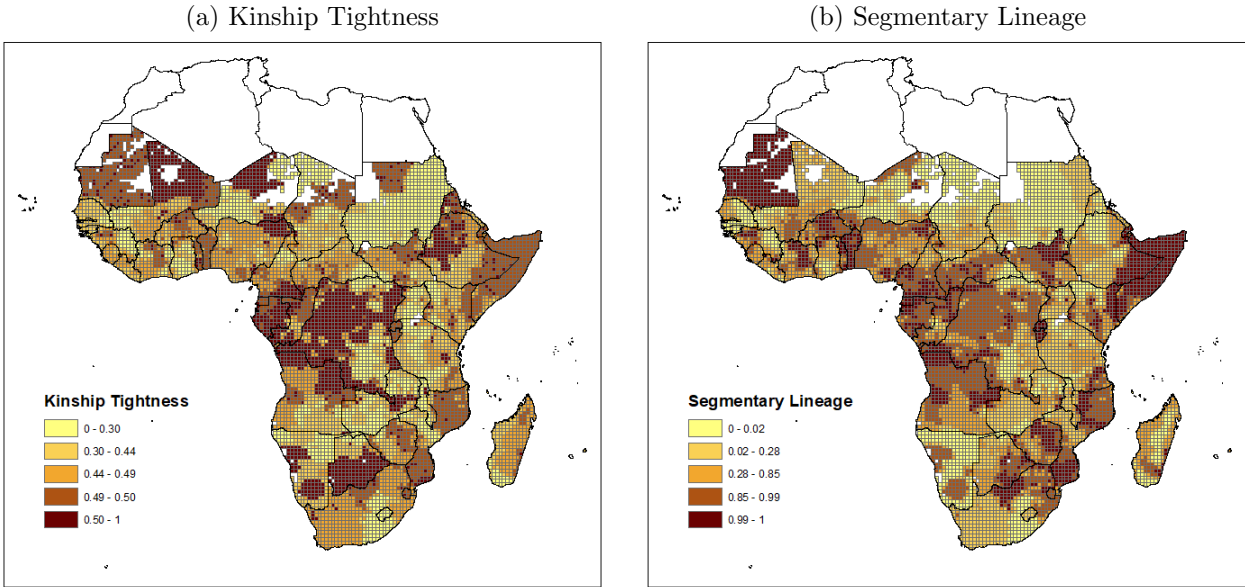 (a) Kinship Tightness
(b) Segmentary Lineage
Kinship Tightness
0 - 0.30
0.30 - 0.44
0.44 - 0.49
0.49 - 0.50
0.50 - 1
Segmentary Lineage
0 - 0.02
0.02 - 0.28
0.28 - 0.85
0.85 - 0.99
0.99 - 1